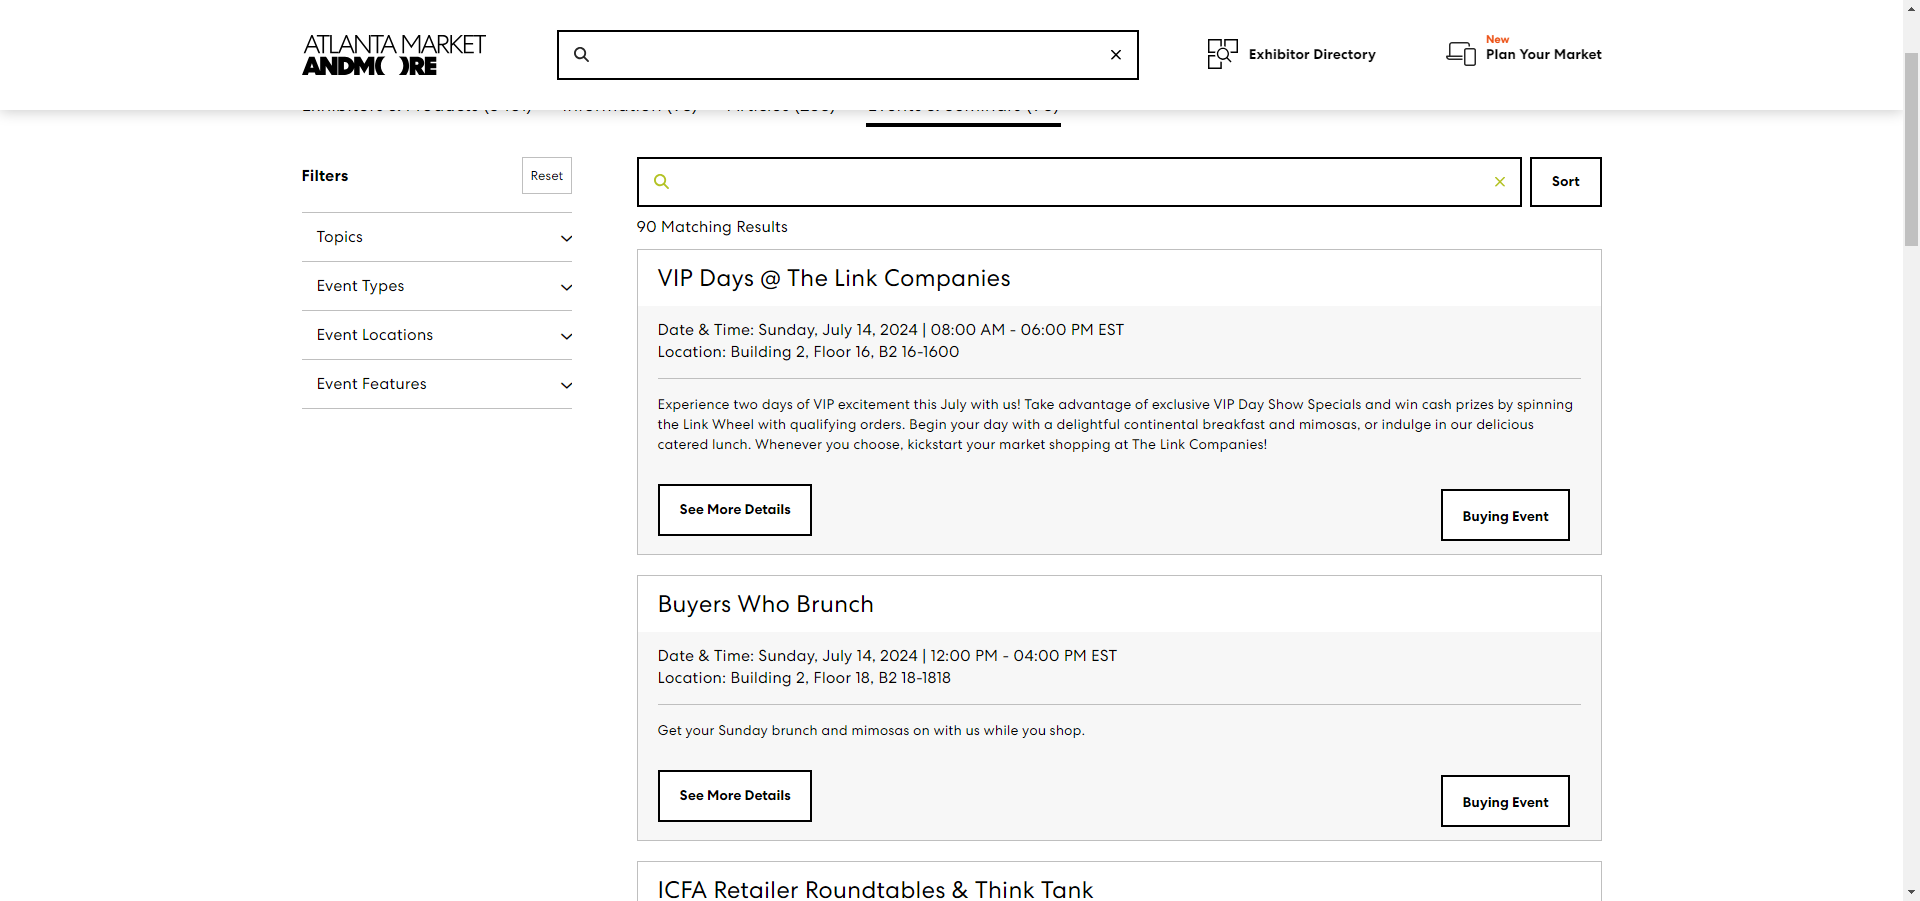 ATLANTA MARKET
ANDMORE
Exhibitor Directory
New
Plan Your Market
Filters
Reset
Topics
Event Types
Event Locations
Event Features
Sort
90 Matching Results
VIP Days @ The Link Companies
Date & Time: Sunday, July 14, 2024 | 08:00 AM - 06:00 PM EST
Location: Building 2, Floor 16, B2 16-1600
Experience two days of VIP excitement this July with us! Take advantage of exclusive VIP Day Show Specials and win cash prizes by spinning
the Link Wheel with qualifying orders. Begin your day with a delightful continental breakfast and mimosas, or indulge in our delicious
catered lunch. Whenever you choose, kickstart your market shopping at The Link Companies!
See More Details
Buying Event
Buyers Who Brunch
Date & Time: Sunday, July 14, 2024 | 12:00 PM - 04:00 PM EST
Location: Building 2, Floor 18, B2 18-1818
Get your Sunday brunch and mimosas on with us while you shop.
See More Details
Buying Event
ICFA Retailer Roundtables & Think Tank